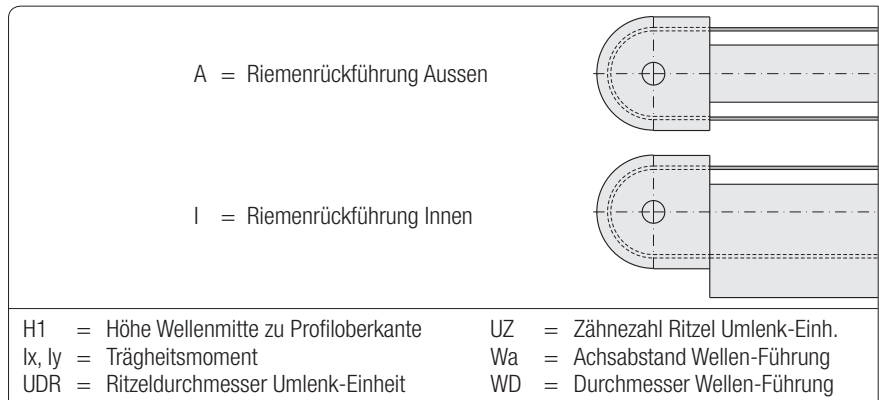 A = Riemenrückführung Aussen
I = Riemenrückführung Innen
H1 = Höhe Wellenmitte zu Profiloberkante
Ix, Iy = Trägheitsmoment
UDR = Ritzeldurchmesser Umlenk-Einheit
UZ = Zähnezahl Ritzel Umlenk-Einh.
Wa = Achsabstand Wellen-Führung
WD = Durchmesser Wellen-Führung